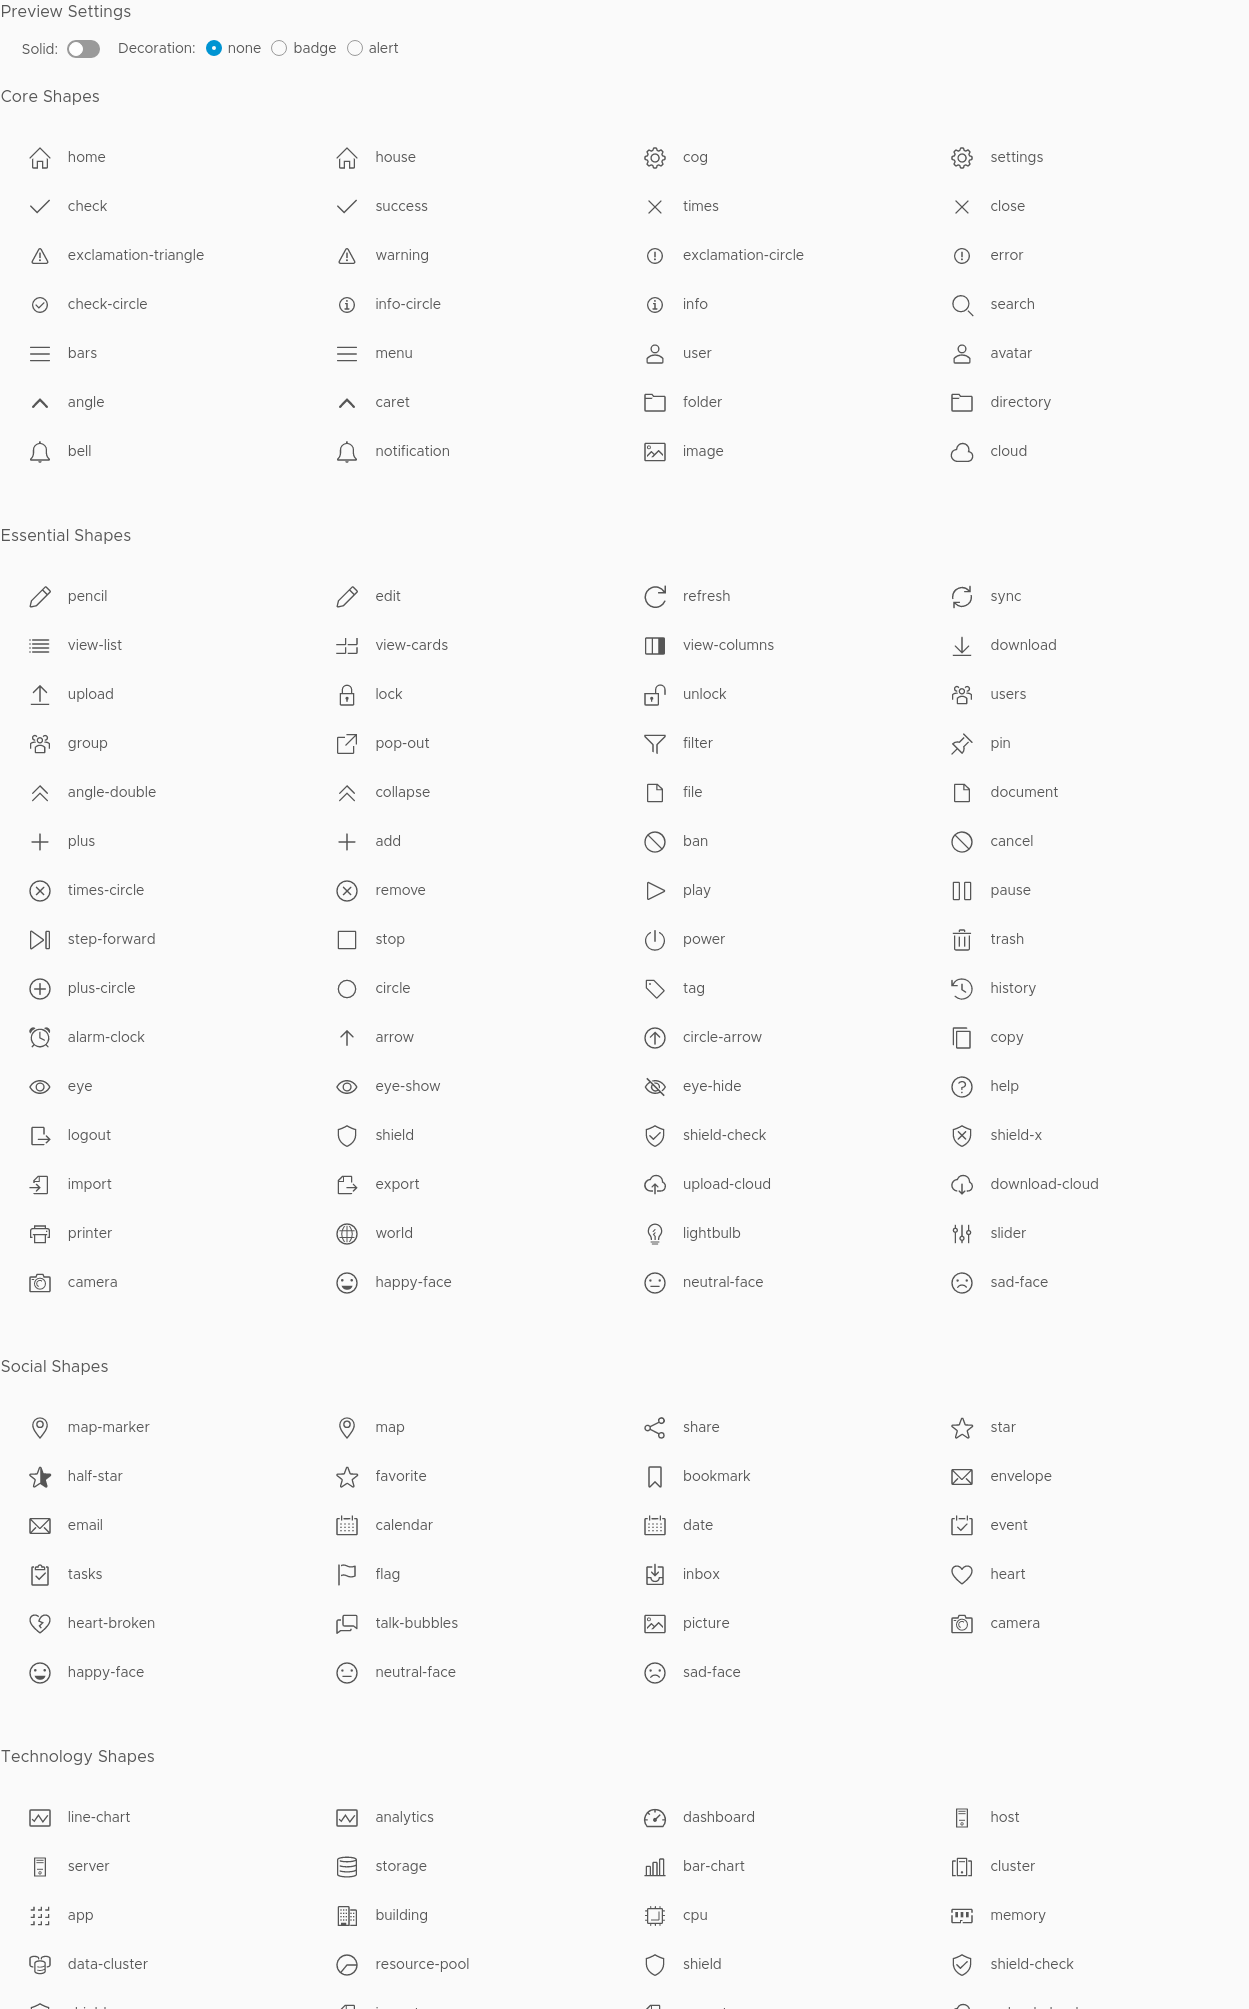 Preview Settings
Solid: Decoration: none badge alert
Core Shapes
home house cog settings
check success times close
exclamation-triangle warning exclamation-circle error
check-circle info-circle info search
bars menu user avatar
angle caret folder directory
bell notification image cloud
Essential Shapes
pencil edit refresh sync
view-list view-cards view-columns download
upload lock unlock users
group pop-out filter pin
angle-double collapse file document
plus add ban cancel
times-circle remove play pause
step-forward stop power trash
plus-circle circle tag history
alarm-clock arrow circle-arrow copy
eye eye-show eye-hide help
logout shield shield-check shield-x
import export upload-cloud download-cloud
printer world lightbulb slider
camera happy-face neutral-face sad-face
Social Shapes
map-marker map share star
half-star favorite bookmark envelope
email calendar date event
tasks flag inbox heart
heart-broken talk-bubbles picture camera
happy-face neutral-face sad-face
Technology Shapes
line-chart analytics dashboard host
server storage bar-chart cluster
app building cpu memory
data-cluster resource-pool shield shield-check